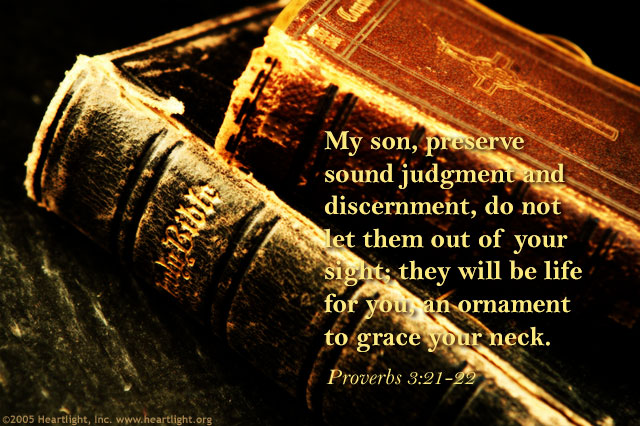 My son, preserve
sound judgment and
discernment, do not
let them out of your
sight; they will be life
for you, an ornament
to grace your neck.
Proverbs 3:21-22
Holy Bible
©2005 Heartlight, Inc. www.heartlight.org